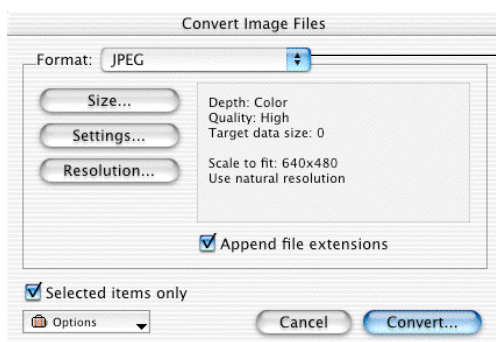 Convert Image Files
Format: JPEG
Size...
Settings...
Resolution...
Depth: Color
Quality: High
Target data size: 0
Scale to fit: 640x480
Use natural resolution
Append file extensions
Selected items only
Options
Cancel
Convert...